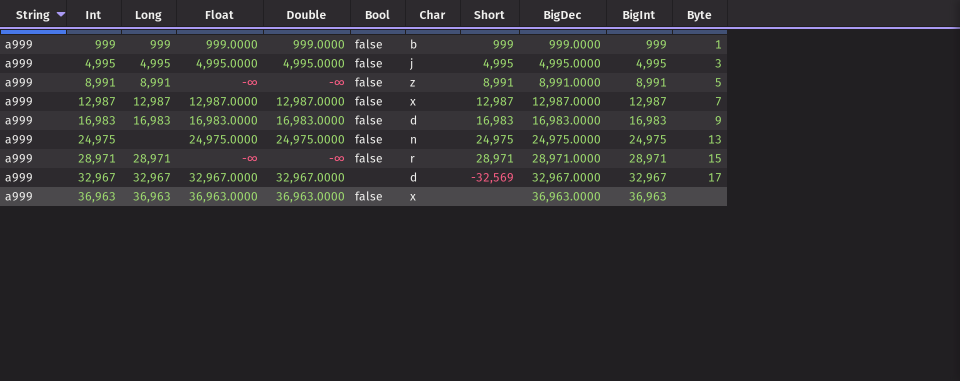 String Int Long Float Double Bool Char Short BigDec BigInt Byte
a999 999 999 999.0000 999.0000 false b 999 999.0000 999 1
a999 4,995 4,995 4,995.0000 4,995.0000 false j 4,995 4,995.0000 4,995 3
a999 8,991 8,991 -∞ -∞ false z 8,991 8,991.0000 8,991 5
a999 12,987 12,987 12,987.0000 12,987.0000 false x 12,987 12,987.0000 12,987 7
a999 16,983 16,983 16,983.0000 16,983.0000 false d 16,983 16,983.0000 16,983 9
a999 24,975 24,975.0000 24,975.0000 false n 24,975 24,975.0000 24,975 13
a999 28,971 28,971 -∞ -∞ false r 28,971 28,971.0000 28,971 15
a999 32,967 32,967 32,967.0000 32,967.0000 d -32,569 32,967.0000 32,967 17
a999 36,963 36,963 36,963.0000 36,963.0000 false x 36,963.0000 36,963